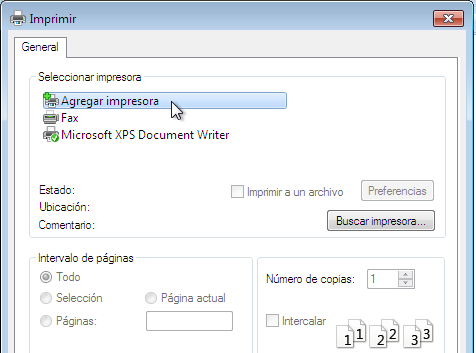 Imprimir
General
Seleccionar impresora
Agregar impresora
Fax
Microsoft XPS Document Writer
Estado:
Imprimir a un archivo
Preferencias
Ubicación:
Comentario:
Buscar impresora...
Intervalo de páginas
Todo
Selección
Página actual
Páginas:
Número de copias:
1
Intercalar
1 1 2 2 3 3